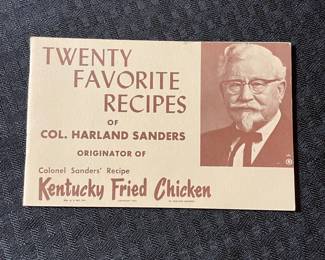 TWENTY
FAVORITE
RECIPES
OF
COL. HARLAND SANDERS
ORIGINATOR OF
Colonel Sanders' Recipe
Kentucky Fried Chicken